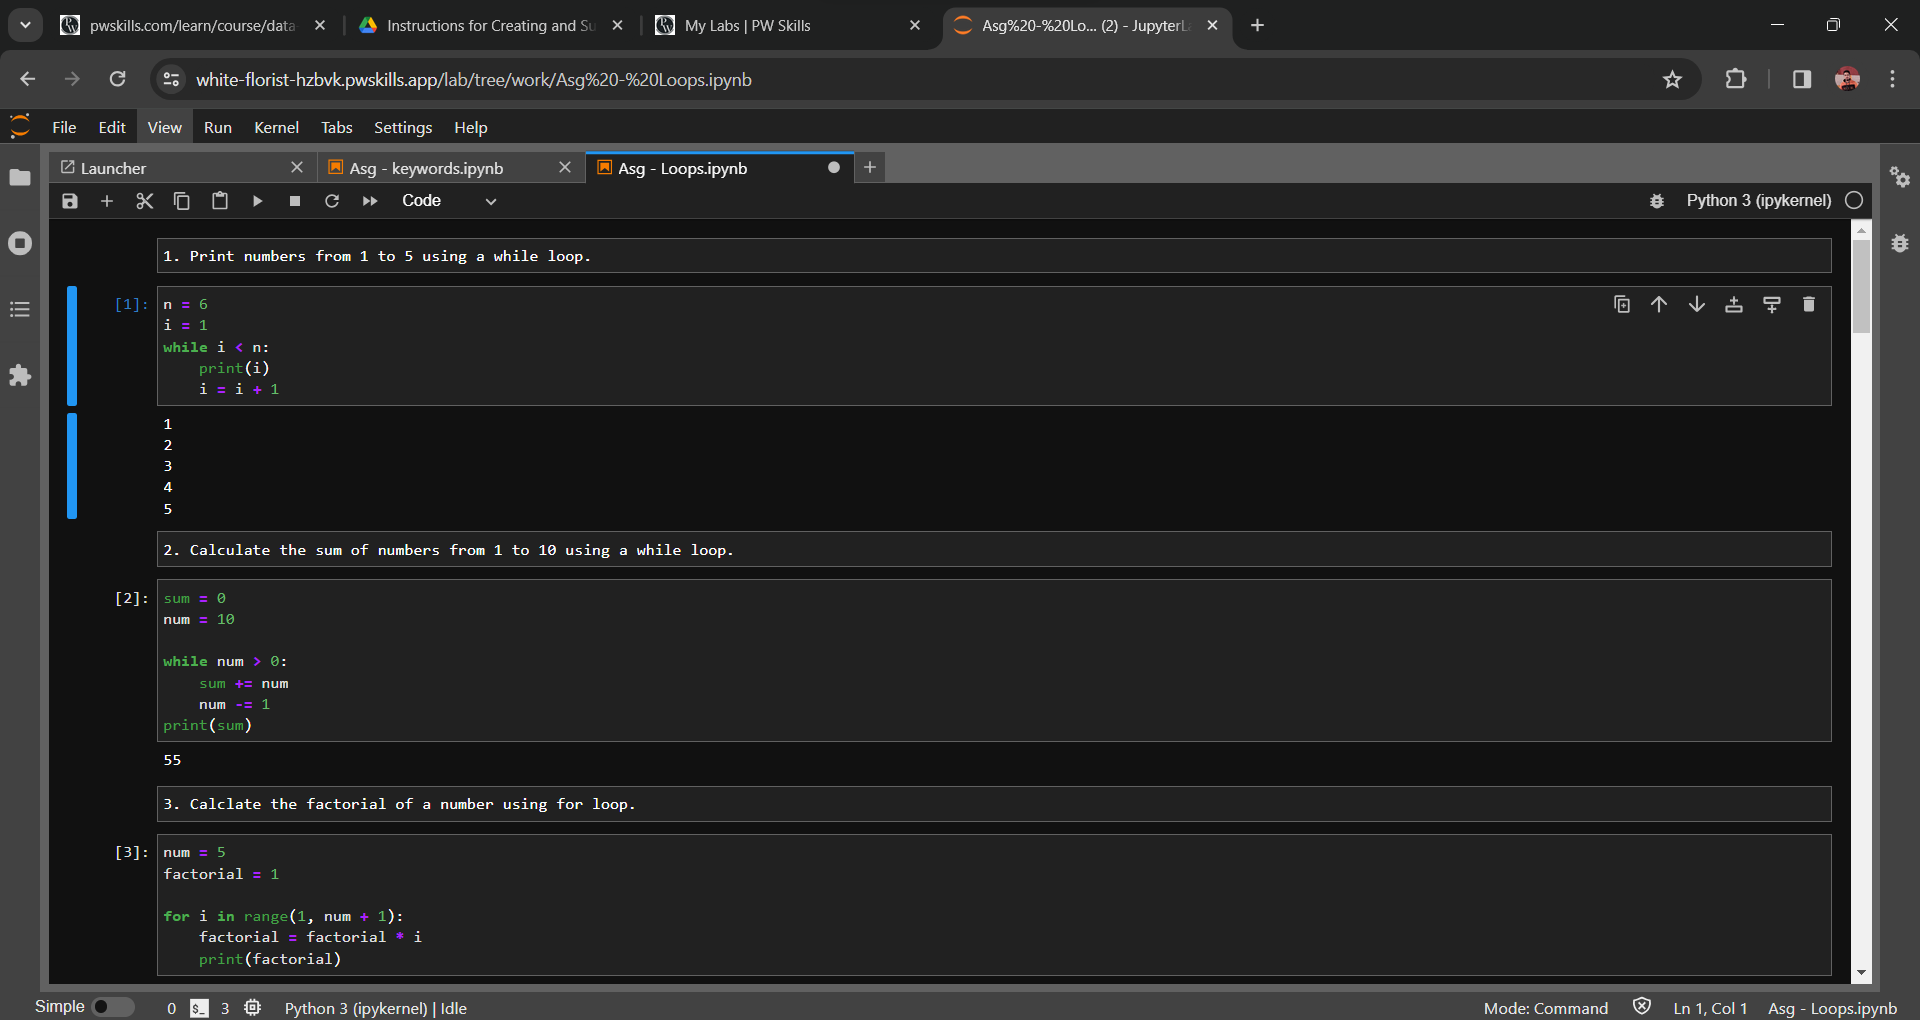 pwskills.com/learn/course/data-
Instructions for Creating and Su
My Labs | PW Skills
Asg%20-%20Lo... (2) - JupyterLa
white-florist-hzbvk.pwskills.app/lab/tree/work/Asg%20-%20Loops.ipynb
File Edit View Run Kernel Tabs Settings Help
Launcher
Asg - keywords.ipynb
Asg - Loops.ipynb
Code
Python 3 (ipykernel)
1. Print numbers from 1 to 5 using a while loop.
[1]: n = 6
i = 1
while i < n:
    print(i)
    i = i + 1
1
2
3
4
5
2. Calculate the sum of numbers from 1 to 10 using a while loop.
[2]: sum = 0
num = 10
while num > 0:
    sum += num
    num -= 1
print(sum)
55
3. Calclate the factorial of a number using for loop.
[3]: num = 5
factorial = 1
for i in range(1, num + 1):
    factorial = factorial * i
    print(factorial)
Simple 0 $_ 3 Python 3 (ipykernel) | Idle Mode: Command Ln 1, Col 1 Asg - Loops.ipynb